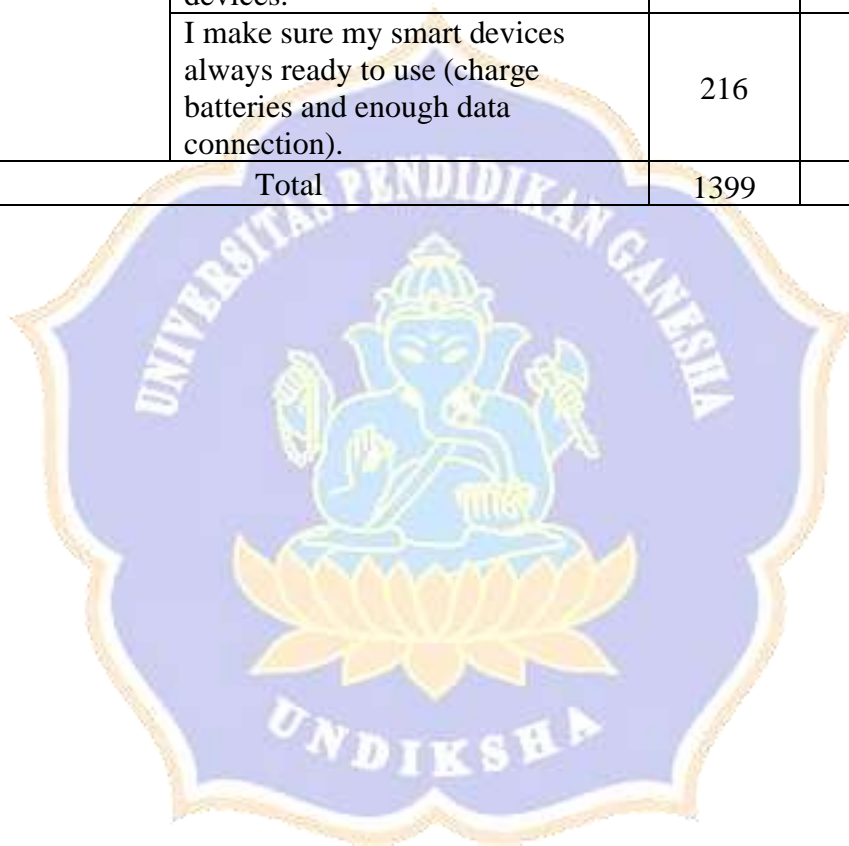 devices.
I make sure my smart devices
always ready to use (charge
batteries and enough data
connection).
216
Total
1399
UNIVERSITAS PENDIDIKAN GANESHA
UNDIKSHA